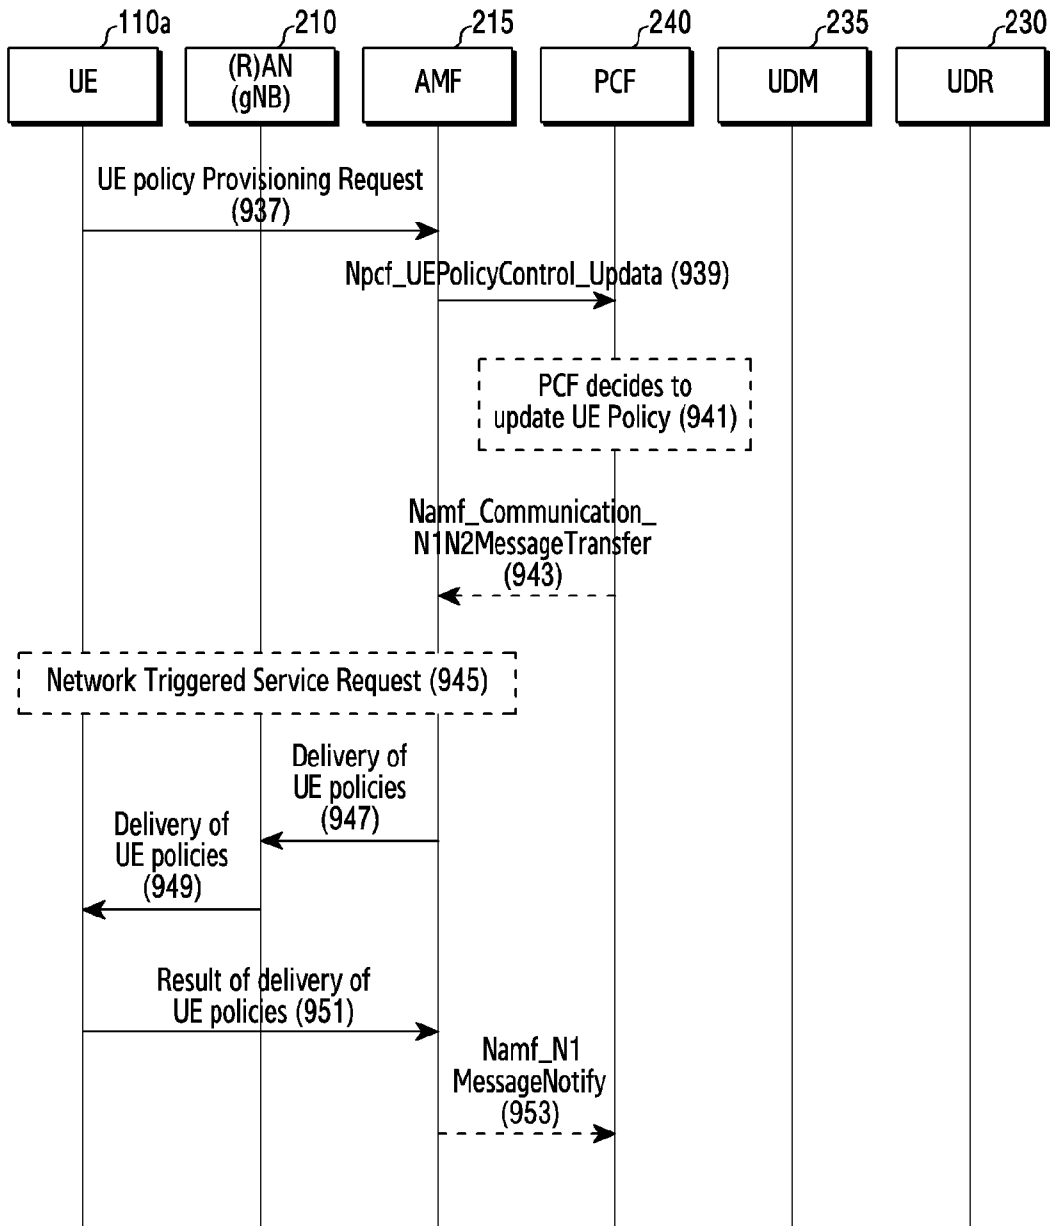 110a
210
215
240
235
230
UE
(R)AN
(gNB)
AMF
PCF
UDM
UDR
UE policy Provisioning Request
(937)
Npcf_UEPolicyControl_Updata (939)
PCF decides to
update UE Policy (941)
Namf_Communication_
N1N2MessageTransfer
(943)
Network Triggered Service Request (945)
Delivery of
UE policies
(947)
Delivery of
UE policies
(949)
Result of delivery of
UE policies (951)
Namf_N1
MessageNotify
(953)